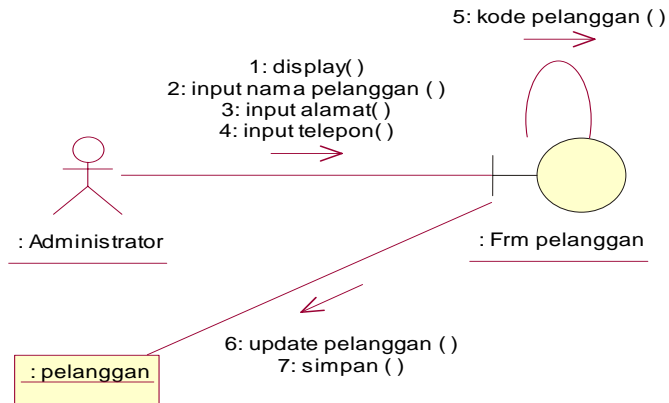 5: kode pelanggan ( )
1: display( )
2: input nama pelanggan ( )
3: input alamat( )
4: input telepon( )
: Administrator
: Frm pelanggan
6: update pelanggan ( )
7: simpan ( )
: pelanggan